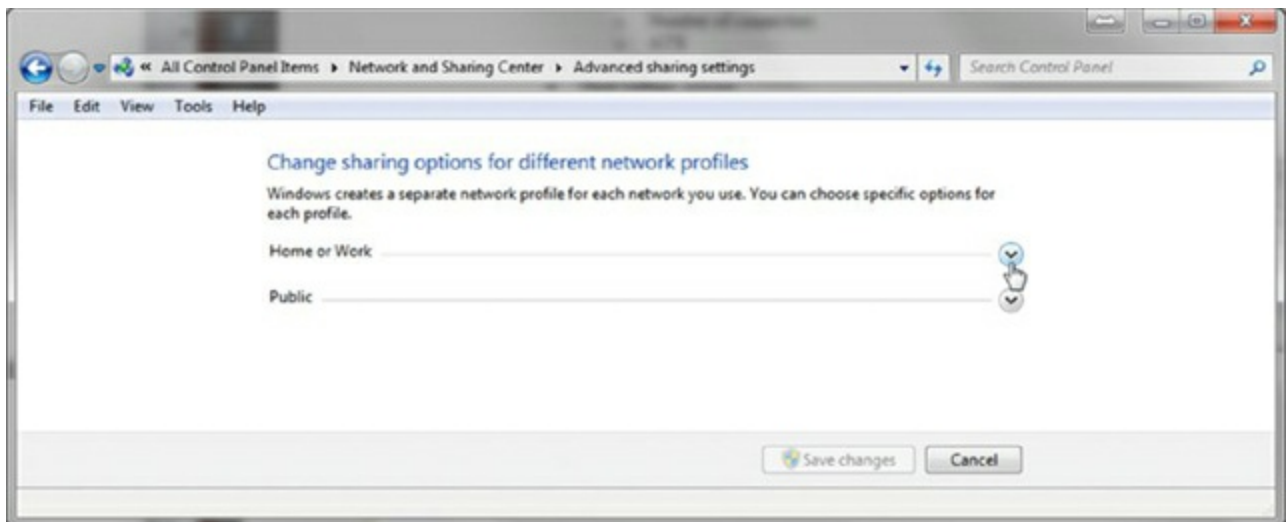 « All Control Panel Items ▸ Network and Sharing Center ▸ Advanced sharing settings
Search Control Panel
File Edit View Tools Help
Change sharing options for different network profiles
Windows creates a separate network profile for each network you use. You can choose specific options for
each profile.
Home or Work
Public
Save changes
Cancel